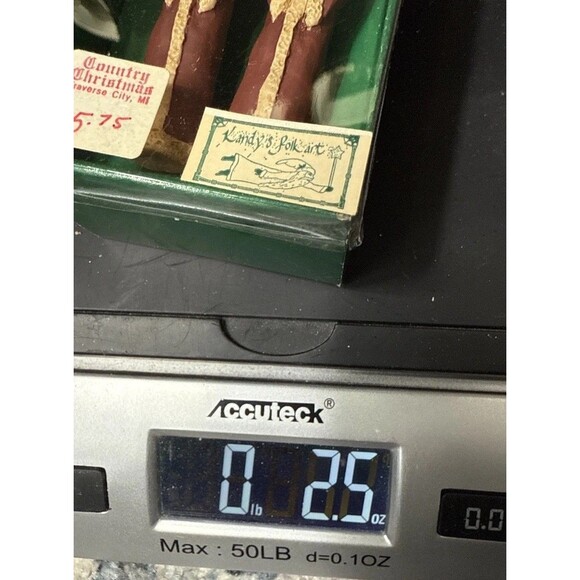 Country
Christmas
raverse City, MI
5.75
Kandy's folk art
Accuteck®
0 lb 2.5 oz
0.0
Max : 50LB d=0.1OZ